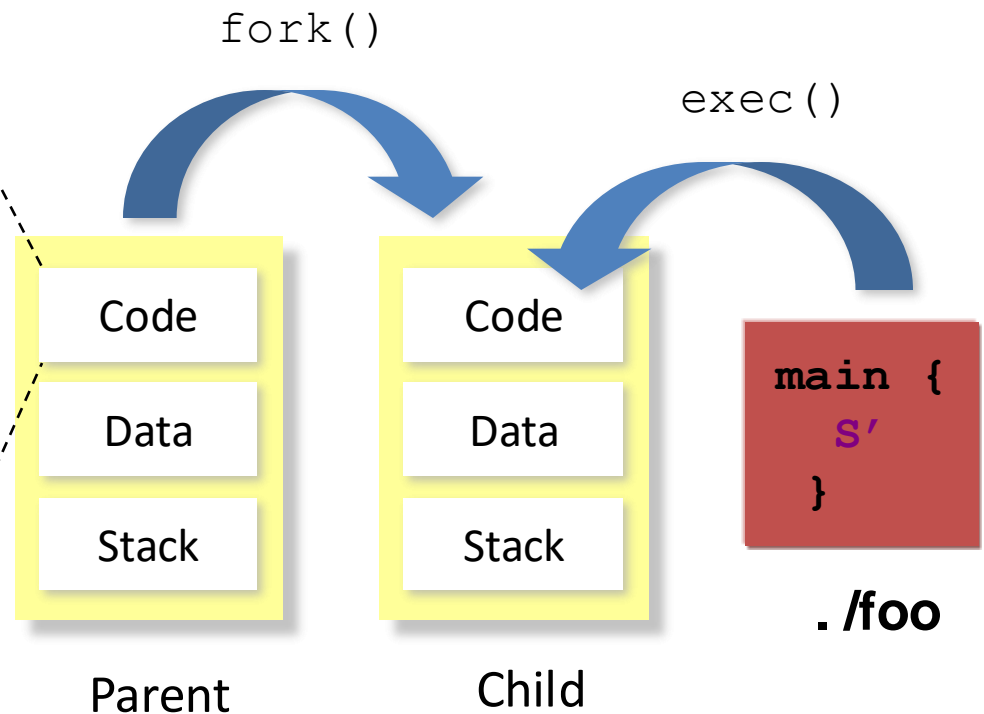 fork()
exec()
Code
Data
Stack
Parent
Code
Data
Stack
Child
main {
S′
}
. /foo